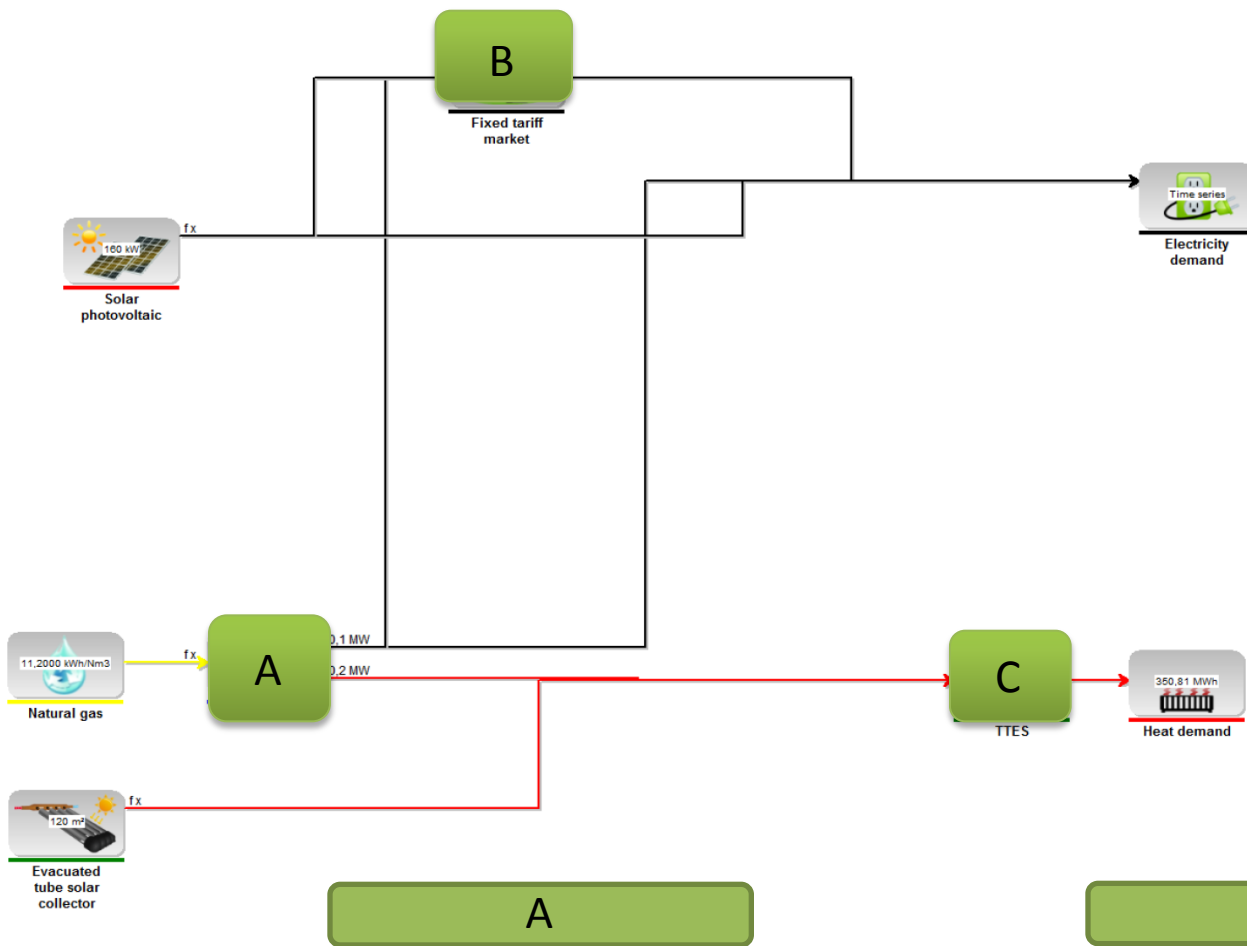 B
Fixed tariff
market
Time series
Electricity
demand
fx
160 kW
Solar
photovoltaic
0,1 MW
11,2000 kWh/Nm3
fx
A
0,2 MW
C
350,81 MWh
Natural gas
TTES
Heat demand
fx
120 m²
Evacuated
tube solar
collector
A